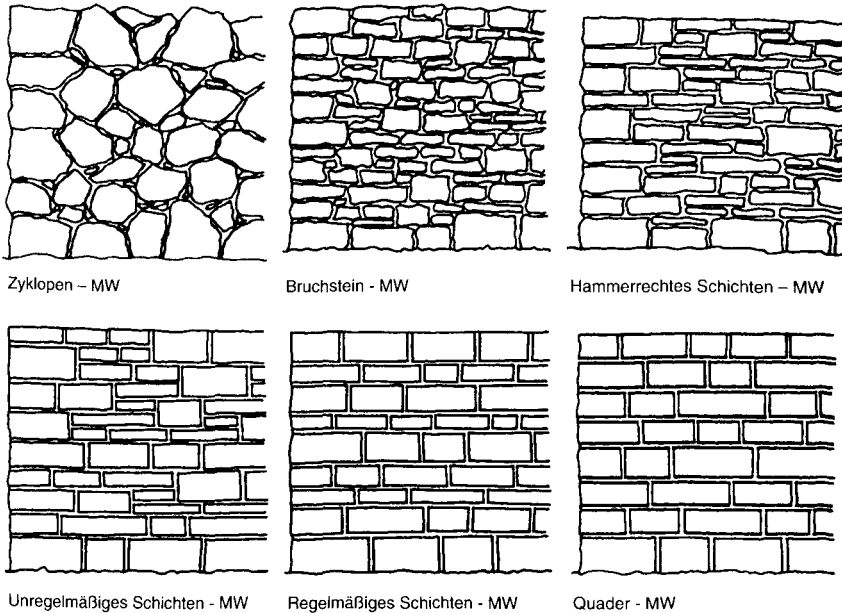 Zyklopen – MW
Bruchstein - MW
Hammerrechtes Schichten – MW
Unregelmäßiges Schichten - MW
Regelmäßiges Schichten - MW
Quader - MW